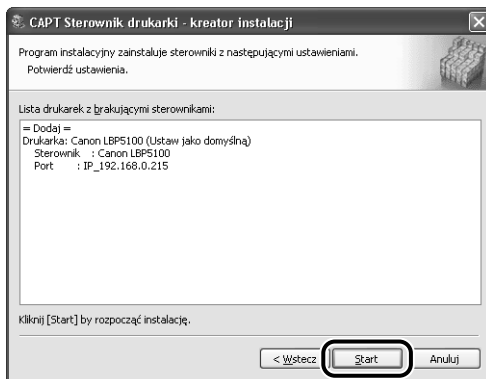 CAPT Sterownik drukarki - kreator instalacji
Program instalacyjny zainstaluje sterowniki z następującymi ustawieniami.
Potwierdź ustawienia.
Lista drukarek z brakującymi sterownikami:
= Dodaj =
Drukarka: Canon LBP5100 (Ustaw jako domyślną)
Sterownik : Canon LBP5100
Port : IP_192.168.0.215
Kliknij [Start] by rozpocząć instalację.
< Wstecz Start Anuluj